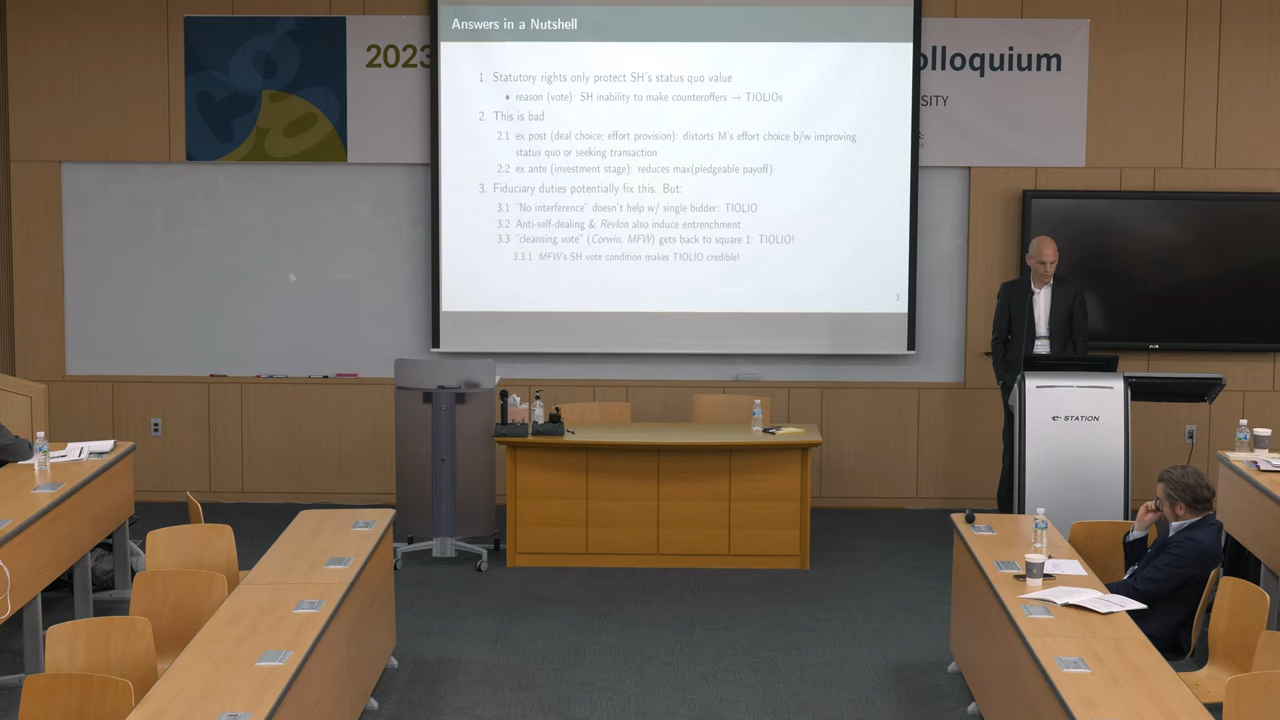 Answers in a Nutshell
2023
olloquium
SITY
1. Statutory rights only protect SH's status quo value
• reason (vote): SH inability to make counteroffers → TIOLIOs
2. This is bad
2.1 ex post (deal choice; effort provision): distorts M's effort choice b/w improving
status quo or seeking transaction
2.2 ex ante (investment stage): reduces max(pledgeable payoff)
3. Fiduciary duties potentially fix this. But:
3.1 "No interference" doesn't help w/ single bidder: TIOLIO
3.2 Anti-self-dealing & Revlon also induce entrenchment
3.3 "cleansing vote" (Corwin, MFW) gets back to square 1: TIOLIO!
3.3.1 MFW's SH vote condition makes TIOLIO credible!
3
e-STATION